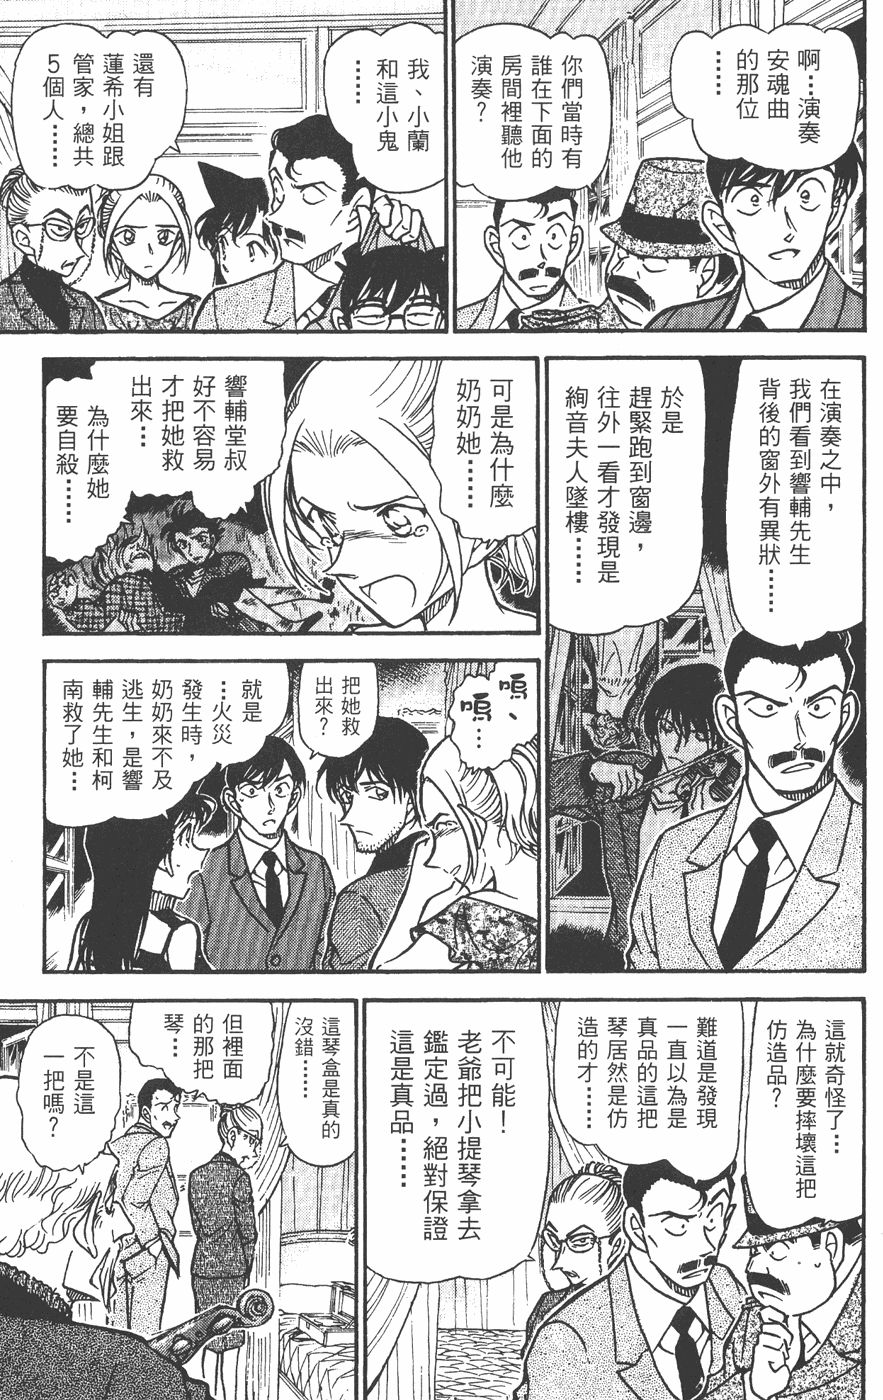 啊…演奏
安魂曲
的那位
你們當時有
誰在下面的
房間裡聽他
演奏？
我、小蘭
和這小鬼
……
還有
蓮希小姐跟
管家，總共
5個人……
在演奏之中，
我們看到響輔先生
背後的窗外有異狀……
於是
趕緊跑到窗邊，
往外一看才發現是
絢音夫人墜樓……
可是為什麼
奶奶她……
響輔堂叔
好不容易
才把她救
出來…
為什麼她
要自殺……
嗚、
嗚…
把她救
出來？
就是
…火災
發生時，
奶奶來不及
逃生，是響
輔先生和柯
南救了她…
這就奇怪了…
為什麼要摔壞這把
仿造品？
難道是發現
一直以為是
真品的這把
琴居然是仿
造的才……
不可能！
老爺把小提琴拿去
鑑定過，絕對保證
這是真品……
這琴盒是真的
沒錯……
但裡面
的那把
琴…
不是這
一把嗎？